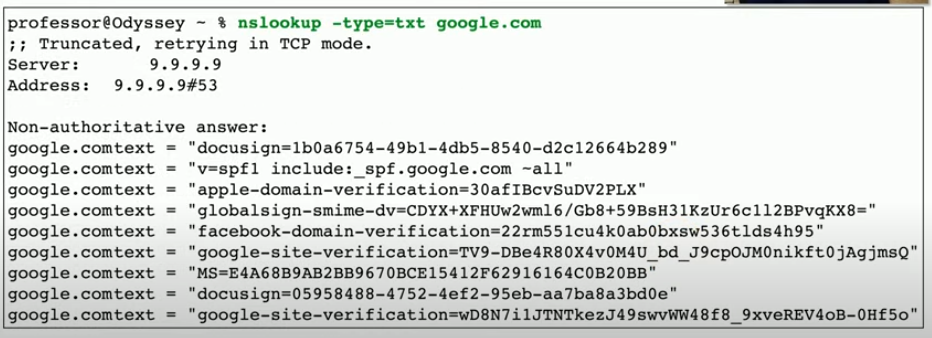 professor@Odyssey ~ % nslookup -type=txt google.com
;; Truncated, retrying in TCP mode.
Server: 9.9.9.9
Address: 9.9.9.9#53
Non-authoritative answer:
google.comtext = "docusign=1b0a6754-49b1-4db5-8540-d2c12664b289"
google.comtext = "v=spf1 include:_spf.google.com ~all"
google.comtext = "apple-domain-verification=30afIBcvSuDV2PLX"
google.comtext = "globalsign-smime-dv=CDYX+XFHUw2wml6/Gb8+59BsH31KzUr6c1l2BPvqKX8="
google.comtext = "facebook-domain-verification=22rm551cu4k0ab0bxsw536tlds4h95"
google.comtext = "google-site-verification=TV9-DBe4R80X4v0M4U_bd_J9cpOJM0nikft0jAgjmsQ"
google.comtext = "MS=E4A68B9AB2BB9670BCE15412F62916164C0B20BB"
google.comtext = "docusign=05958488-4752-4ef2-95eb-aa7ba8a3bd0e"
google.comtext = "google-site-verification=wD8N7i1JTNTkezJ49swvWW48f8_9xveREV4oB-0Hf5o"